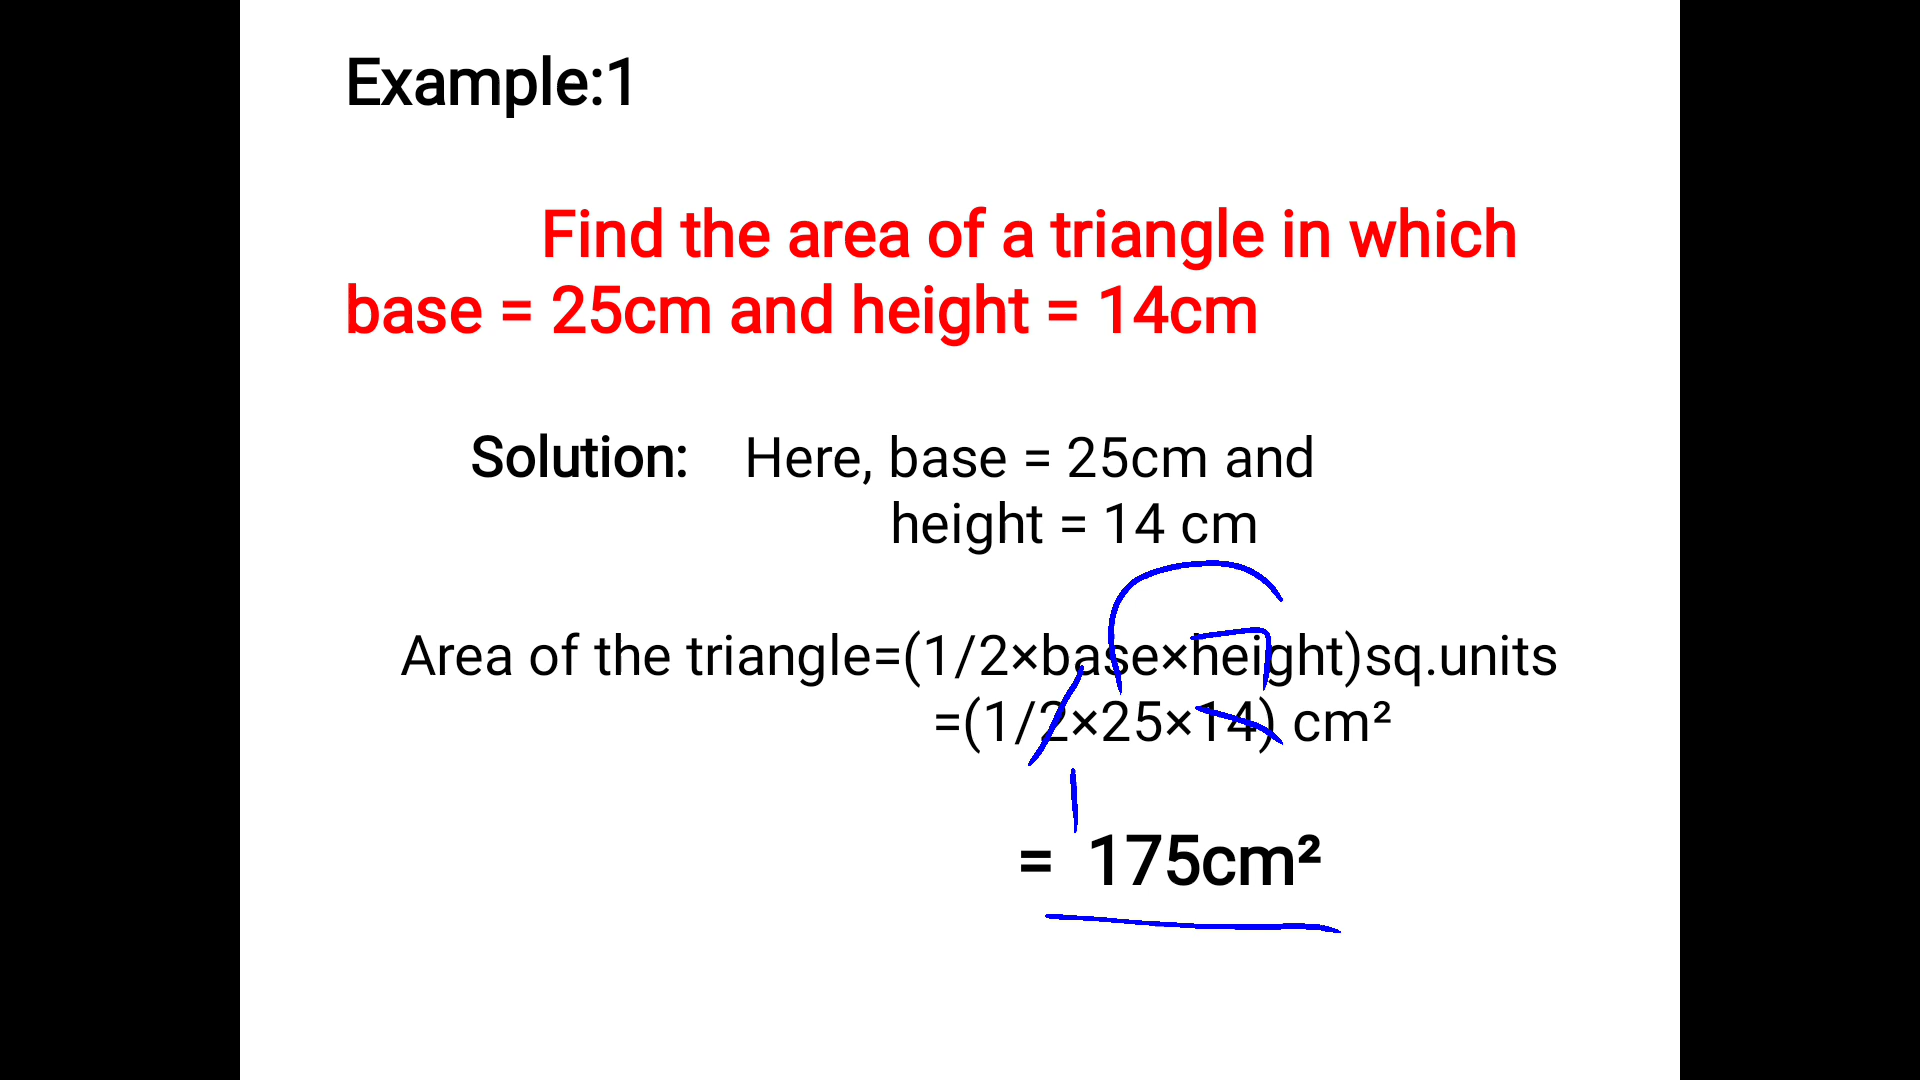 Example:1
Find the area of a triangle in which
base = 25cm and height = 14cm
Solution: Here, base = 25cm and
height = 14 cm
Area of the triangle=(1/2×base×height)sq.units
=(1/2×25×14) cm²
= 175cm²